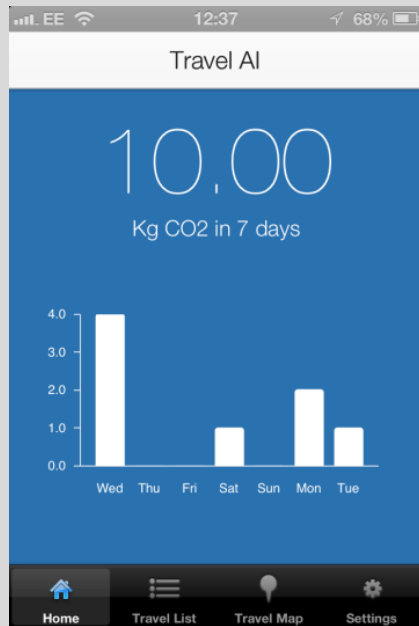 EE 12:37 68%
Travel AI
10.00
Kg CO2 in 7 days
4.0
3.0
2.0
1.0
0.0
Wed Thu Fri Sat Sun Mon Tue
Home Travel List Travel Map Settings